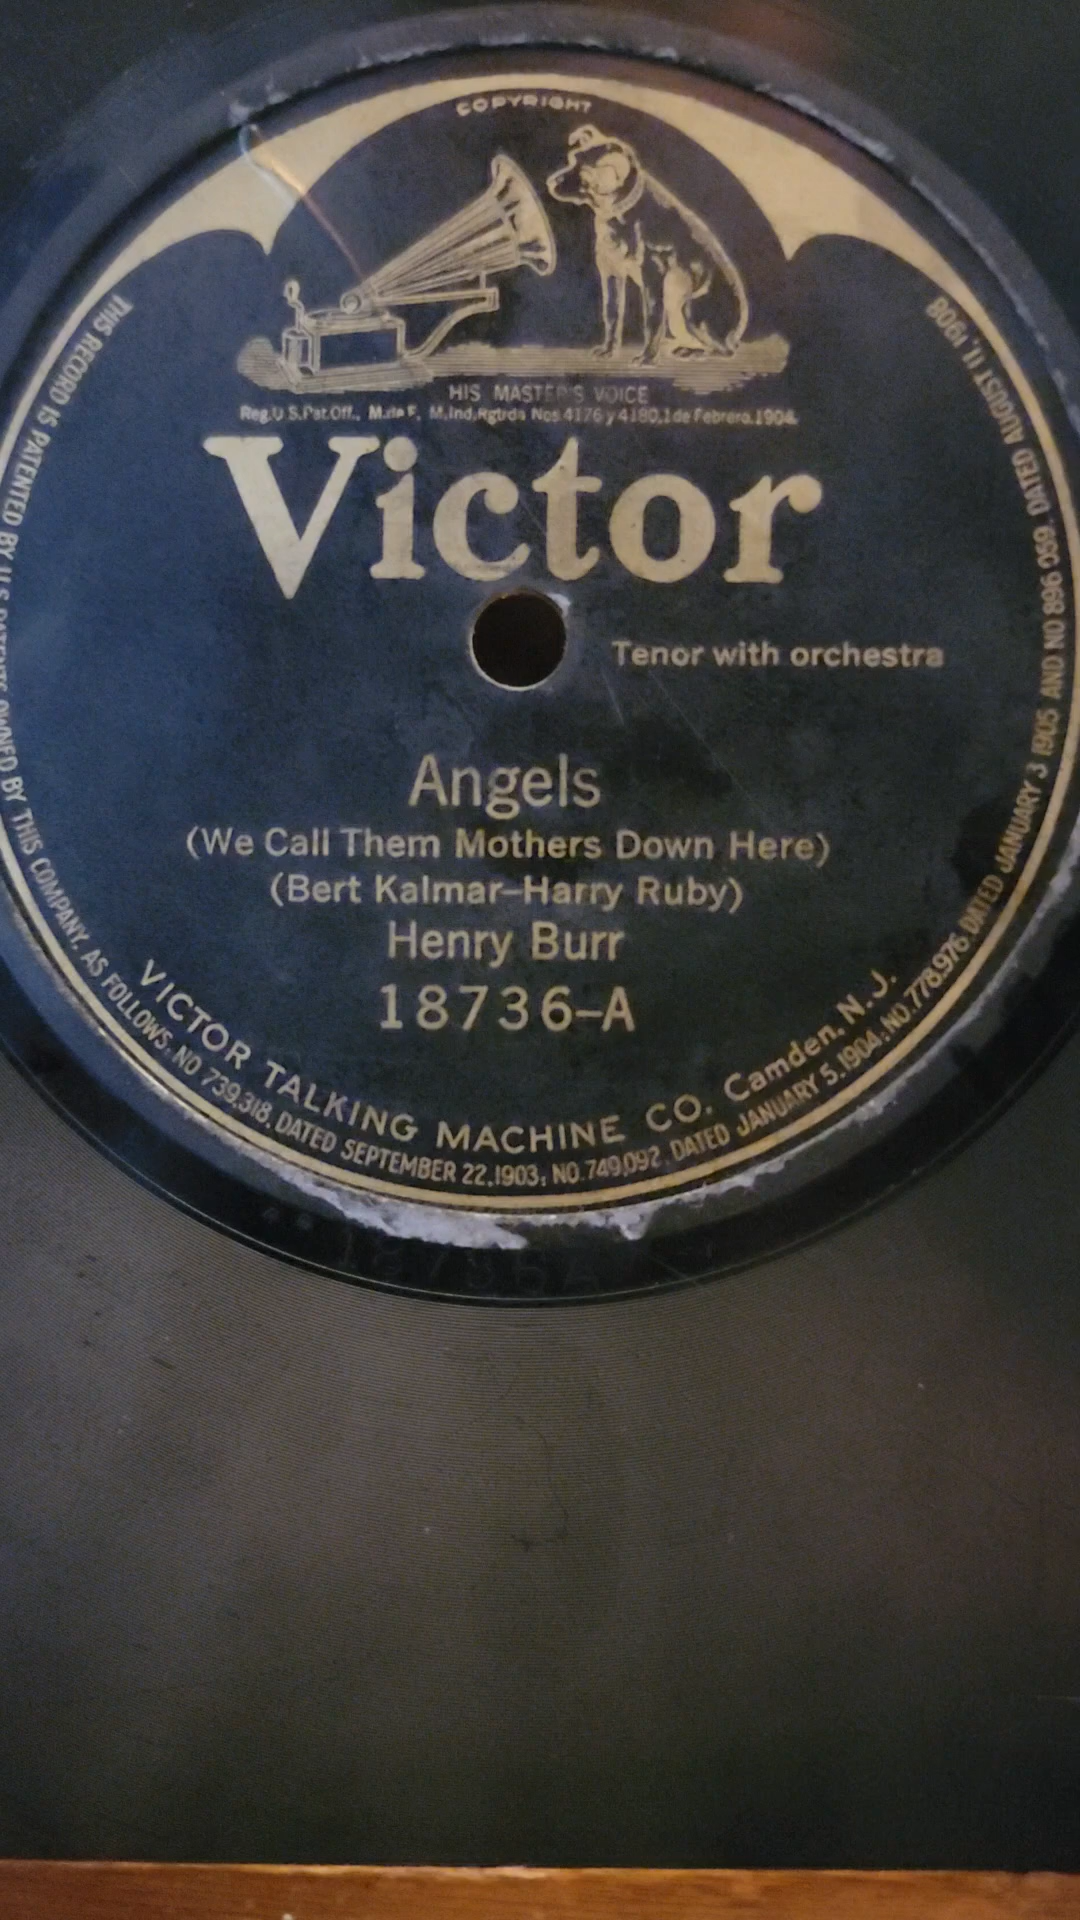 COPYRIGHT
HIS MASTER'S VOICE
Reg.U.S.Pat.Off., M.de F., M.Ind.Rgtrda Nos.4176 y 4180,1 de Febrero.1904.
Victor
Tenor with orchestra
Angels
(We Call Them Mothers Down Here)
(Bert Kalmar–Harry Ruby)
Henry Burr
18736–A
VICTOR TALKING MACHINE CO. Camden. N. J.
THIS RECORD IS PATENTED BY U.S. PATENTS OWNED BY THIS COMPANY, AS FOLLOWS: NO 739,318, DATED SEPTEMBER 22,1903; NO.749,092, DATED JANUARY 5,1904; NO.778,976. DATED JANUARY 3 1905 AND NO 896 059. DATED AUGUST 11, 1908